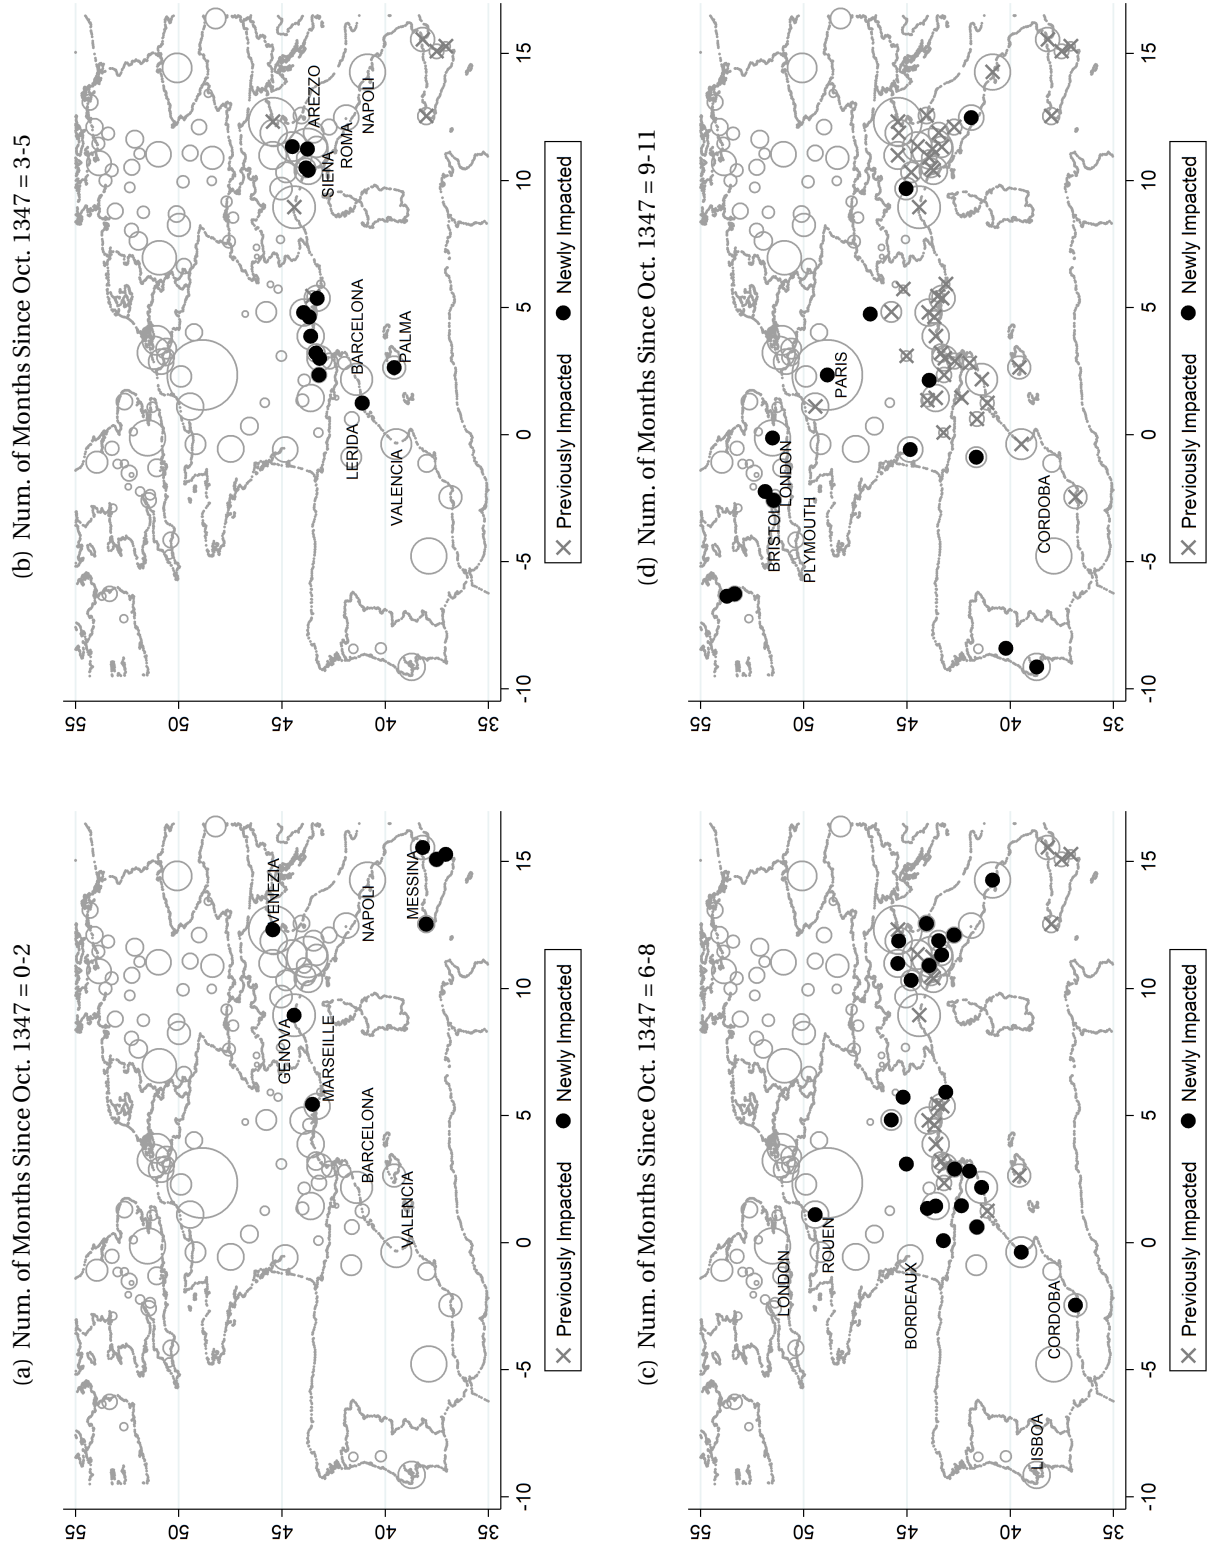 (a) Num. of Months Since Oct. 1347 = 0-2
55
50
45
40
35
VENEZIA
NAPOLI
MESSINA
GENOVA
MARSEILLE
BARCELONA
VALENCIA
-10
-5
0
5
10
15
Previously Impacted
Newly Impacted
(b) Num. of Months Since Oct. 1347 = 3-5
55
50
45
40
35
AREZZO
NAPOLI
ROMA
SIENA
BARCELONA
PALMA
LERIDA
VALENCIA
-10
-5
0
5
10
15
Previously Impacted
Newly Impacted
(c) Num. of Months Since Oct. 1347 = 6-8
55
50
45
40
35
LONDON
ROUEN
BORDEAUX
CORDOBA
LISBOA
-10
-5
0
5
10
15
Previously Impacted
Newly Impacted
(d) Num. of Months Since Oct. 1347 = 9-11
55
50
45
40
35
PARIS
LONDON
BRISTOL
PLYMOUTH
CORDOBA
-10
-5
0
5
10
15
Previously Impacted
Newly Impacted